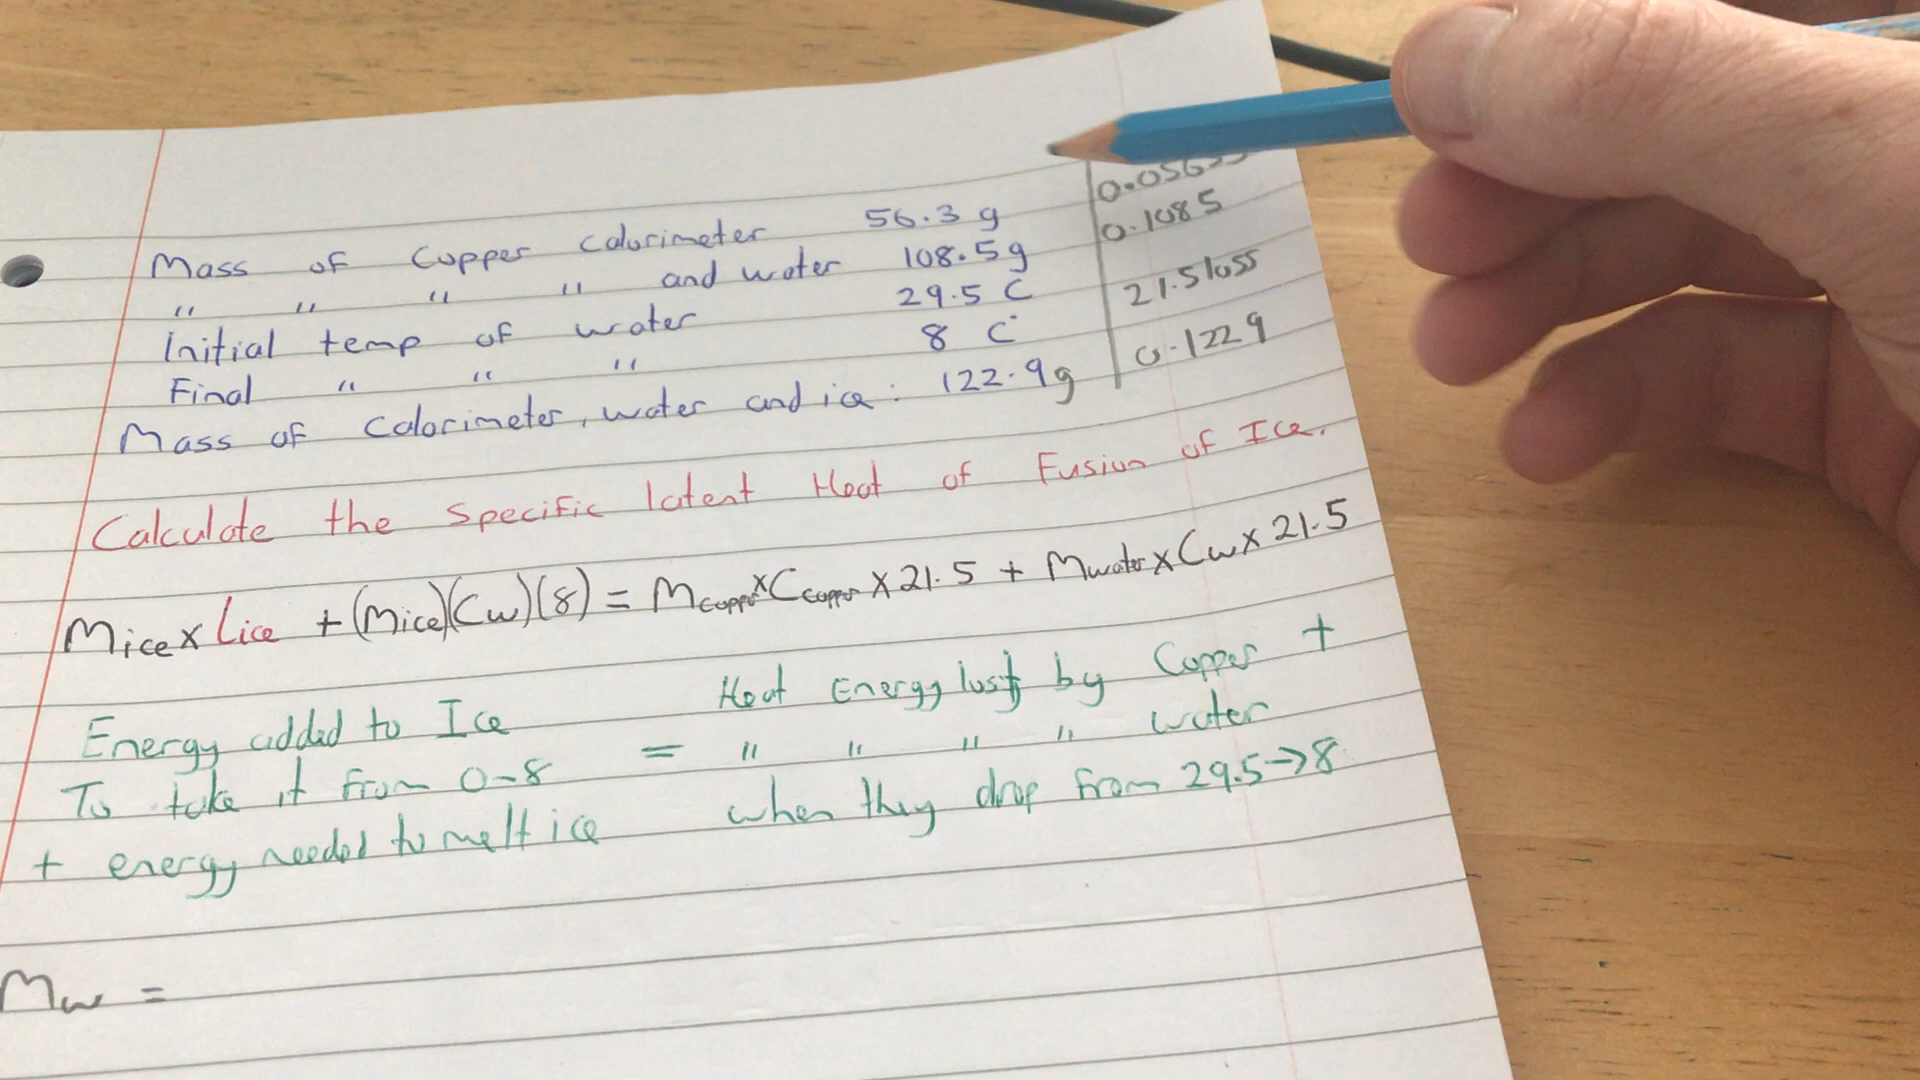 Mass of Copper Calorimeter 56.3 g
" " " " and water 108.5g 0.1085
Initial temp of water 29.5 C
Final " " " 8 C° 21.5 loss
Mass of Calorimeter, water and ice: 122.9g 0.1229
Calculate the specific latent Heat of Fusion of Ice.
Mice x Lice + (Mice)(Cw)(8) = Mcopper x Ccopper x 21.5 + Mwater x Cw x 21.5
Energy added to Ice
To take it from 0-8
+ energy needed to melt ice
=
Heat Energy lost by Copper +
" " " " water
when they drop from 29.5→8
Mw =